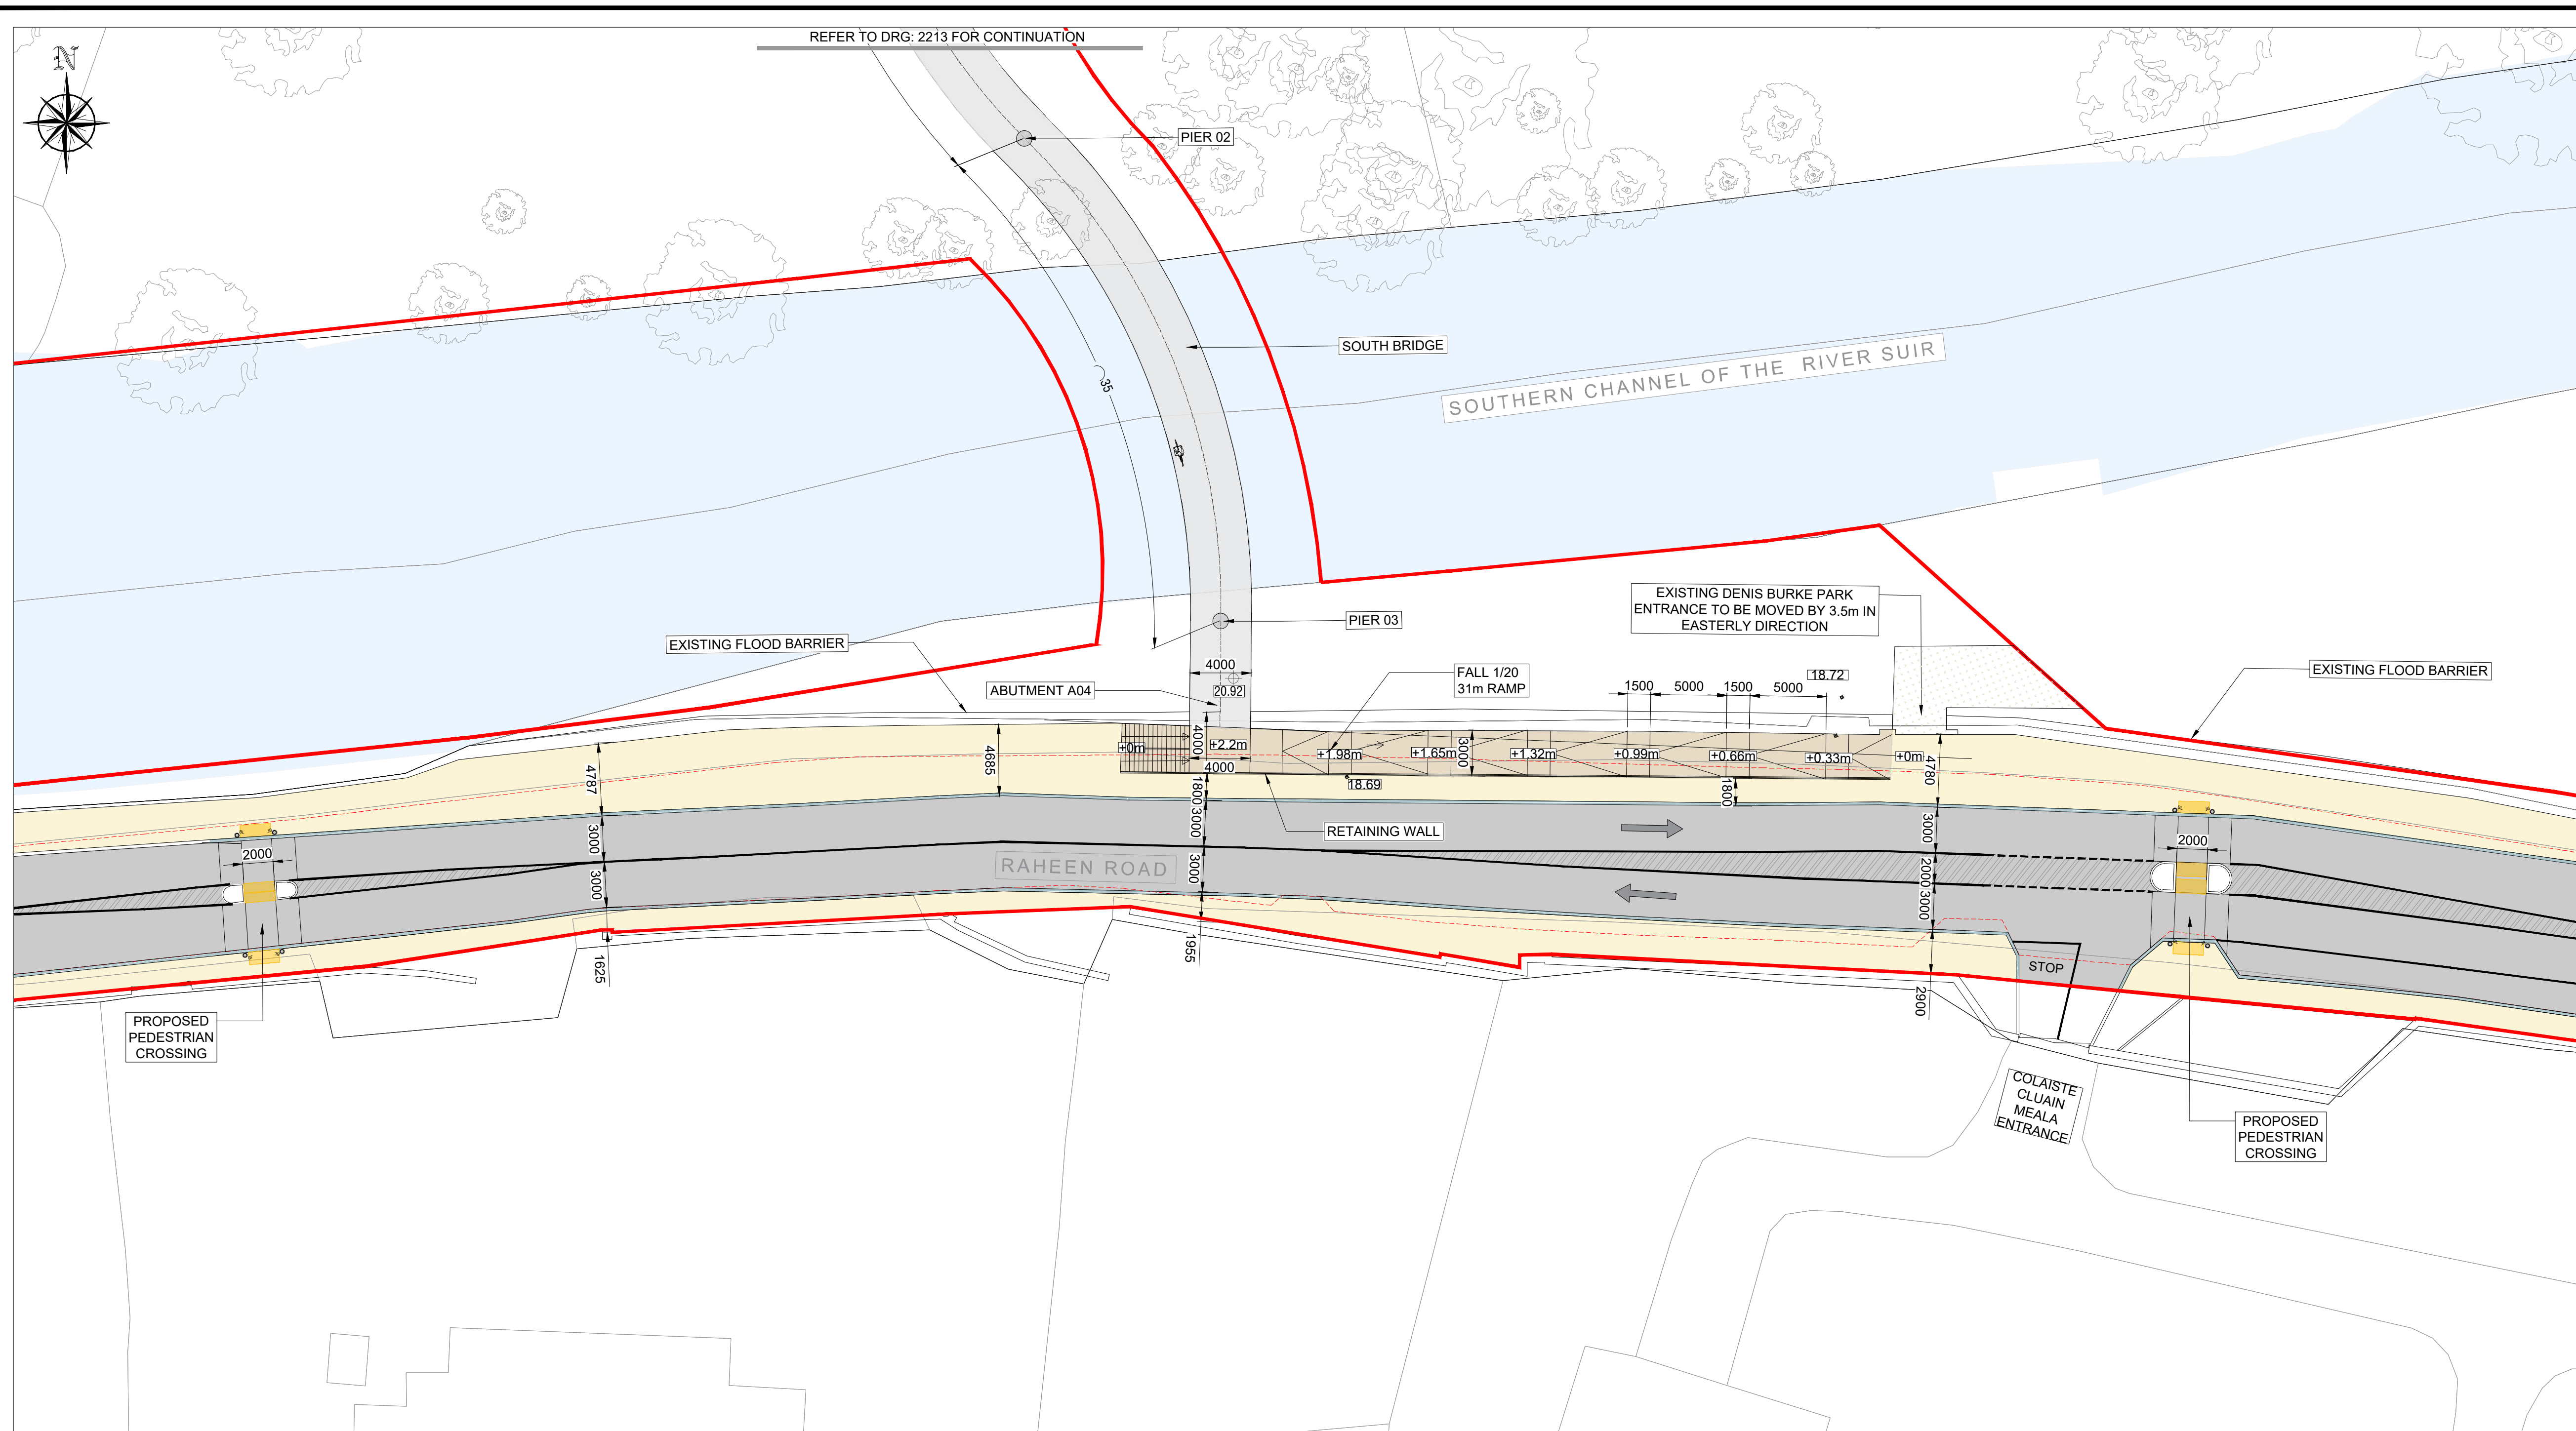 REFER TO DRG: 2213 FOR CONTINUATION
N
PIER 02
SOUTH BRIDGE
35
SOUTHERN CHANNEL OF THE RIVER SUIR
EXISTING DENIS BURKE PARK
ENTRANCE TO BE MOVED BY 3.5m IN
EASTERLY DIRECTION
PIER 03
EXISTING FLOOD BARRIER
EXISTING FLOOD BARRIER
4000
FALL 1/20
31m RAMP
ABUTMENT A04
20.92
18.72
1500
5000
1500
5000
+0m
4000
+2.2m
4000
+1.98m
+1.65m
3000
+1.32m
+0.99m
+0.66m
+0.33m
+0m
4780
4787
4685
18.69
1800
1800
RETAINING WALL
3000
3000
3000
2000
2000
RAHEEN ROAD
3000
3000
2000
3000
STOP
1625
1955
2900
PROPOSED
PEDESTRIAN
CROSSING
COLAISTE
CLUAIN
MEALA
ENTRANCE
PROPOSED
PEDESTRIAN
CROSSING